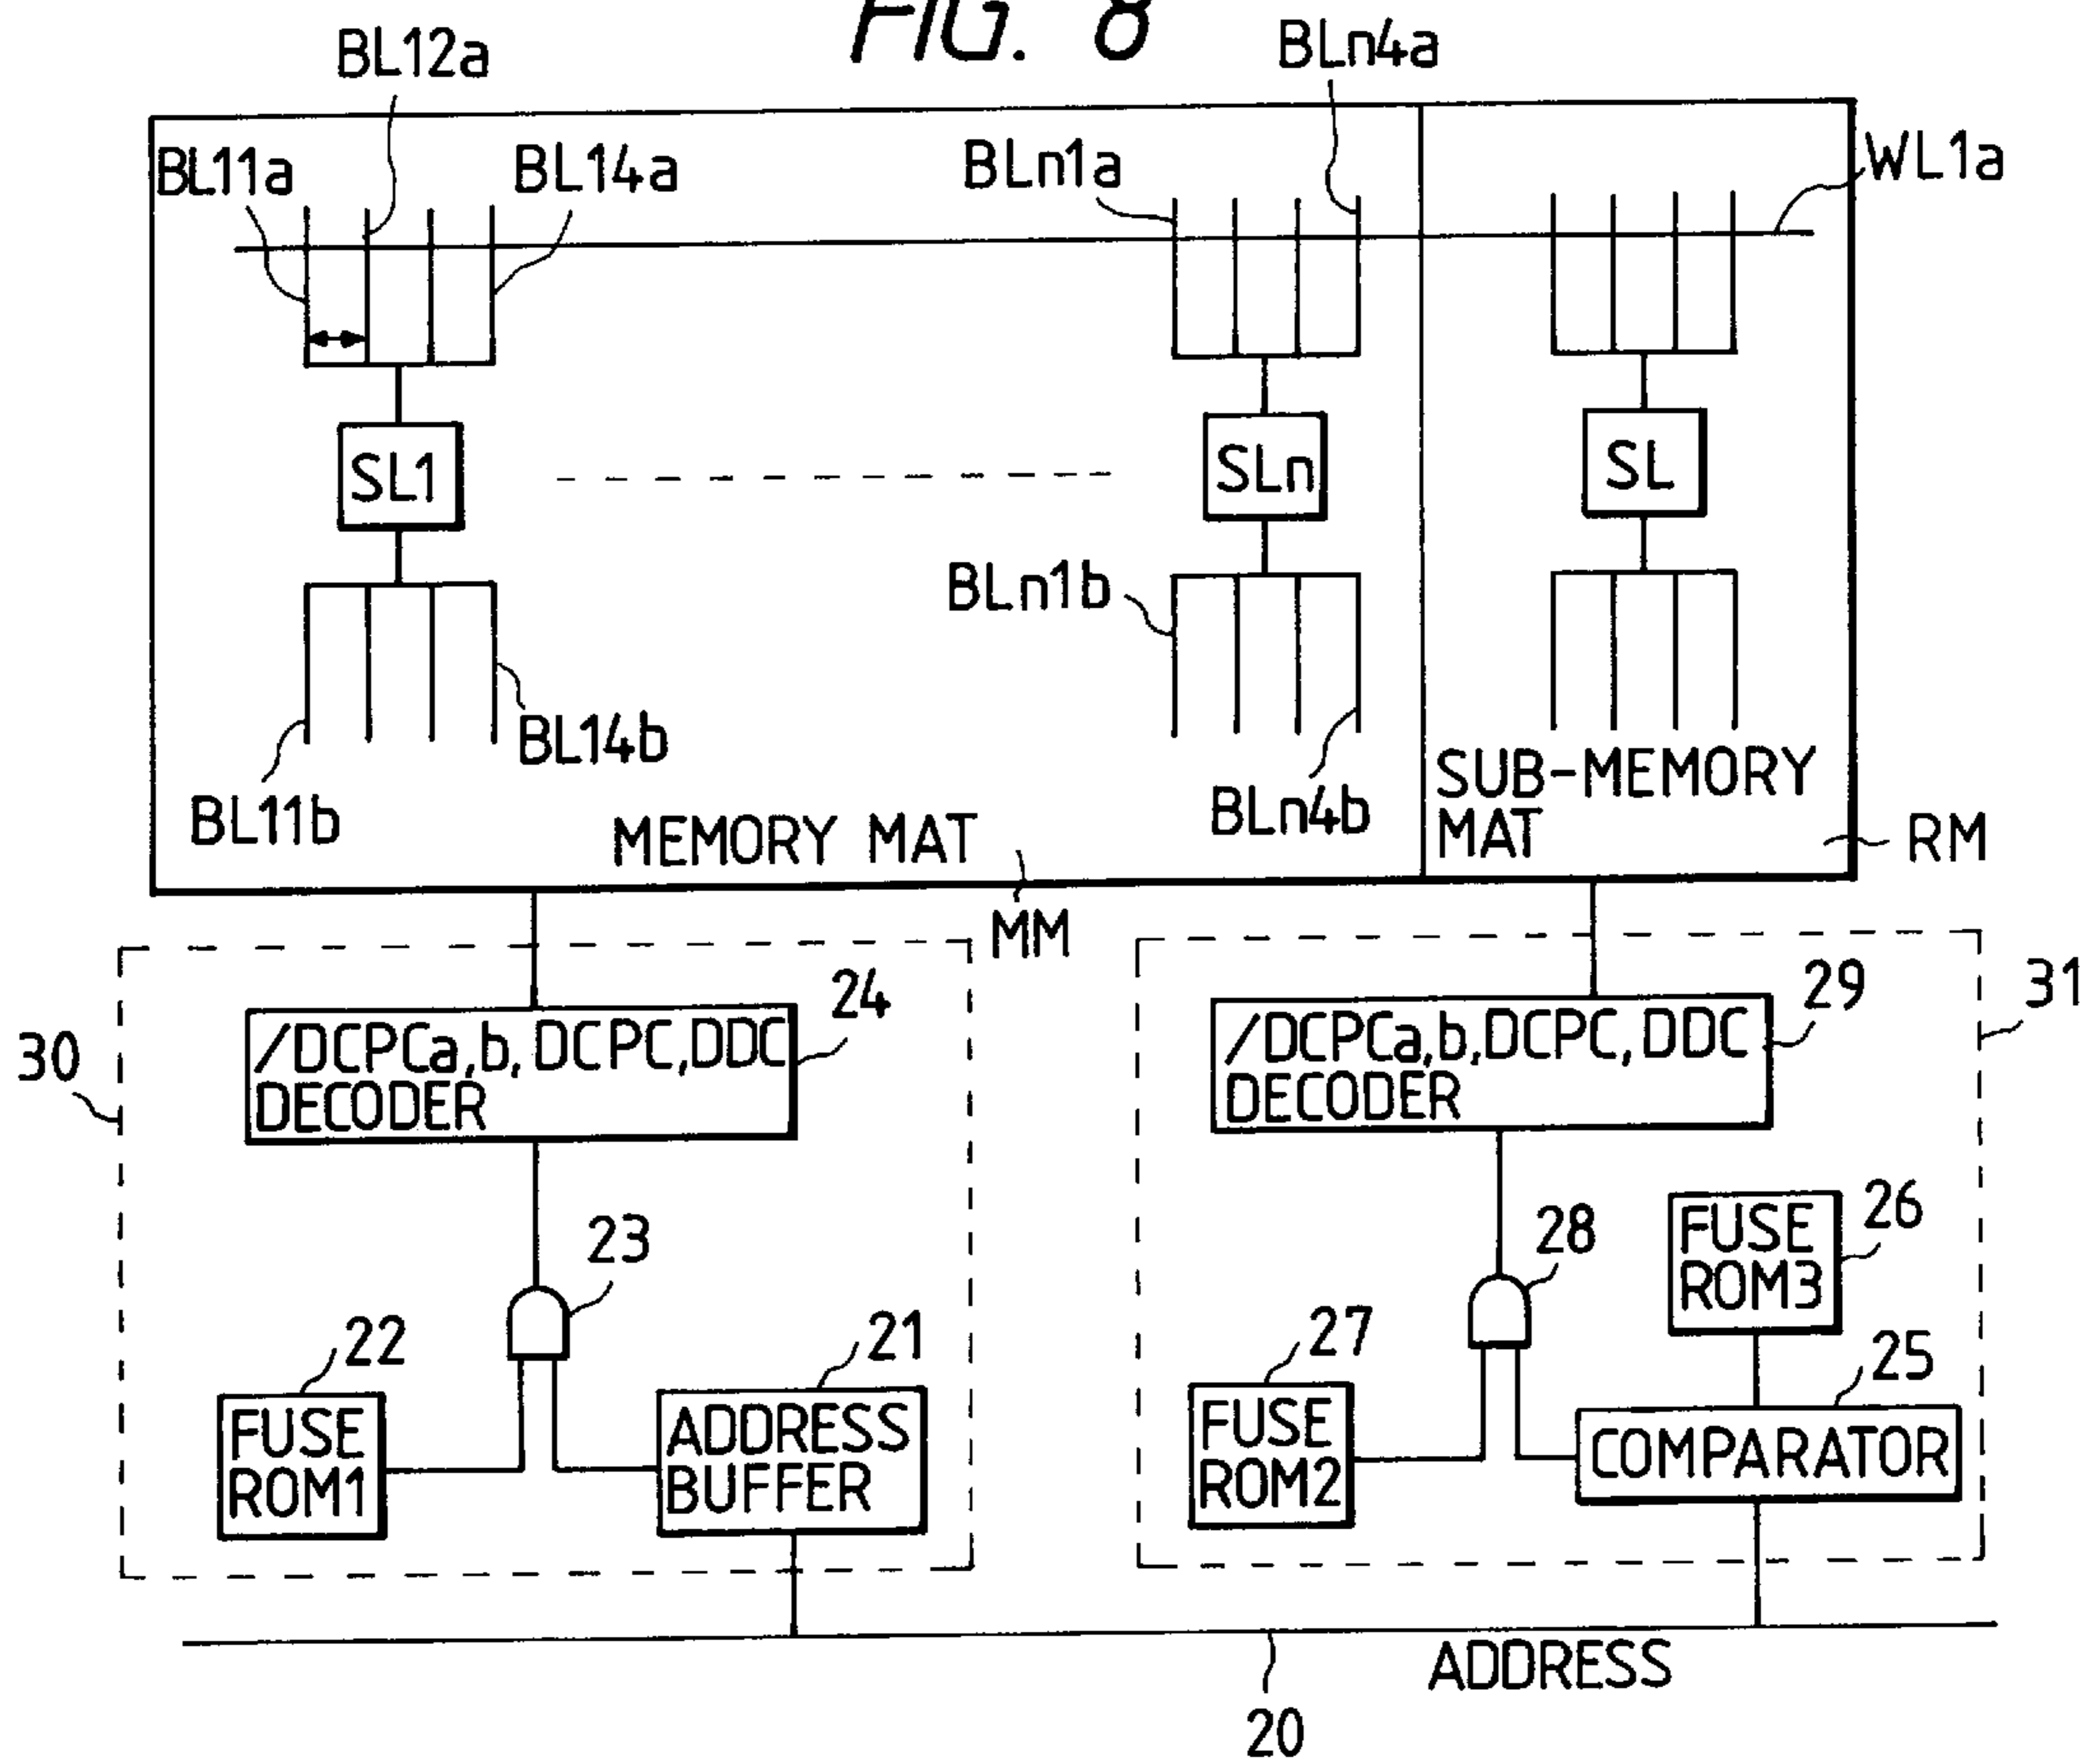 FIG. 8
BL12a
BLn4a
BL11a
BL14a
BLn1a
WL1a
SL1
SLn
SL
BLn1b
BL14b
BL11b
BLn4b
SUB-MEMORY
MAT
MEMORY MAT
RM
MM
30
24
/DCPCa,b, DCPC,DDC
DECODER
29
31
/DCPCa,b,DCPC,DDC
DECODER
23
28
26
FUSE
ROM3
22
21
27
25
FUSE
ROM1
ADDRESS
BUFFER
FUSE
ROM2
COMPARATOR
ADDRESS
20